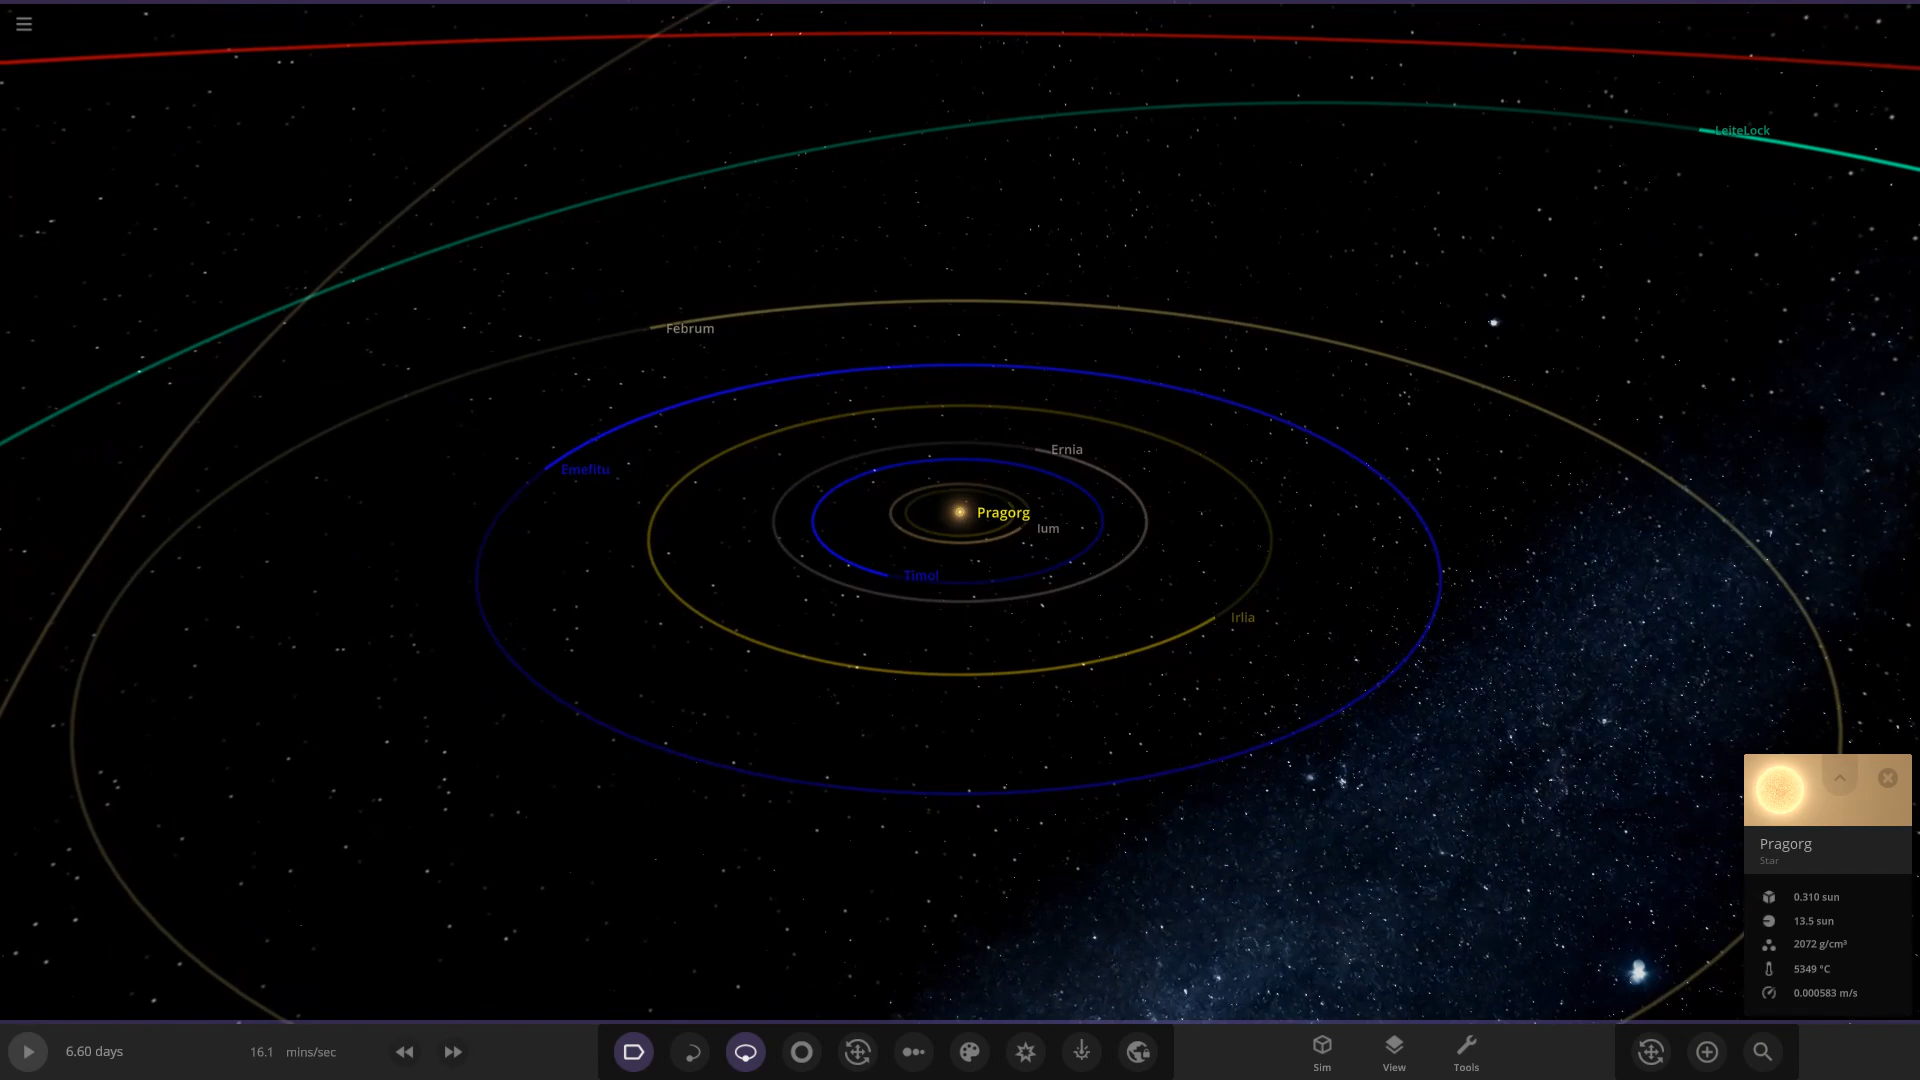 LeiteLock
Februm
Ernia
Emefitu
Pragorg
lum
Timol
Irlia
Pragorg
Star
0.310 sun
13.5 sun
2072 g/cm³
5349 °C
0.000583 m/s
6.60 days
16.1 mins/sec
Sim
View
Tools